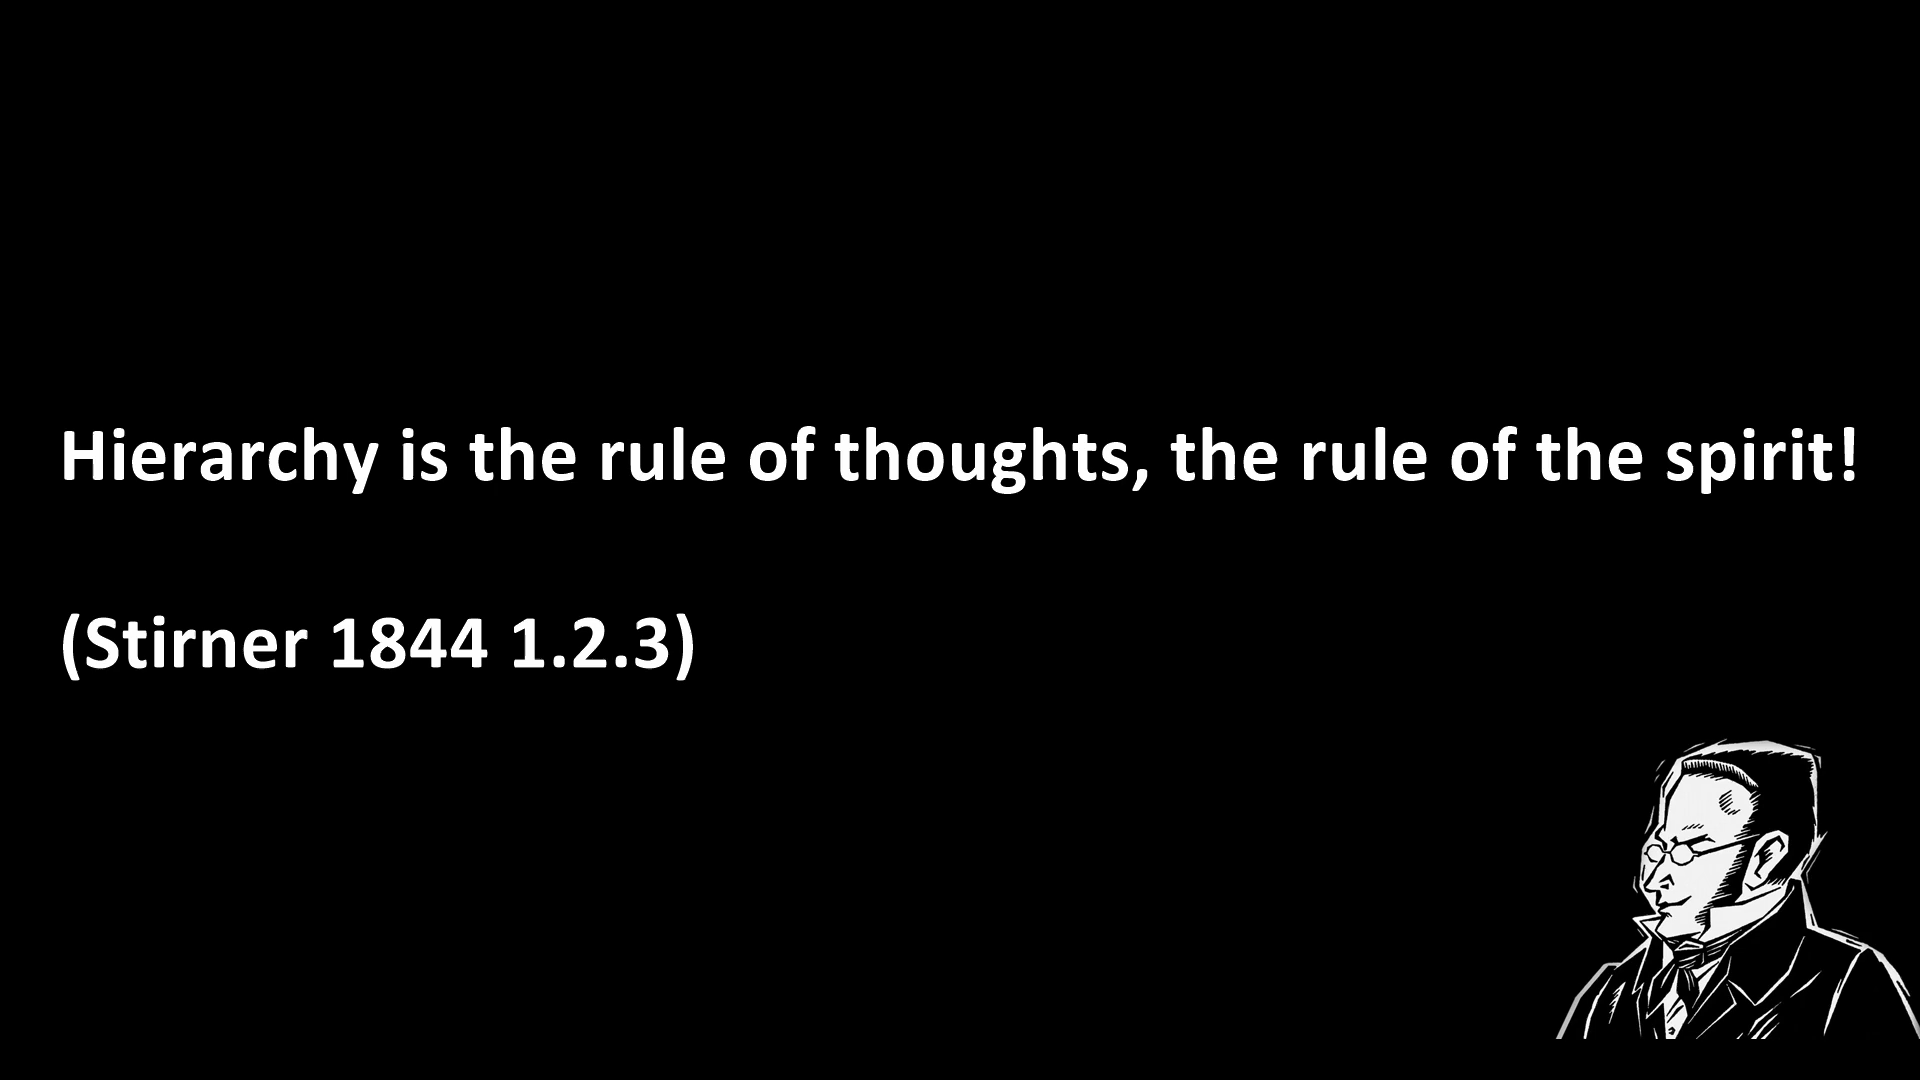 Hierarchy is the rule of thoughts, the rule of the spirit!
(Stirner 1844 1.2.3)